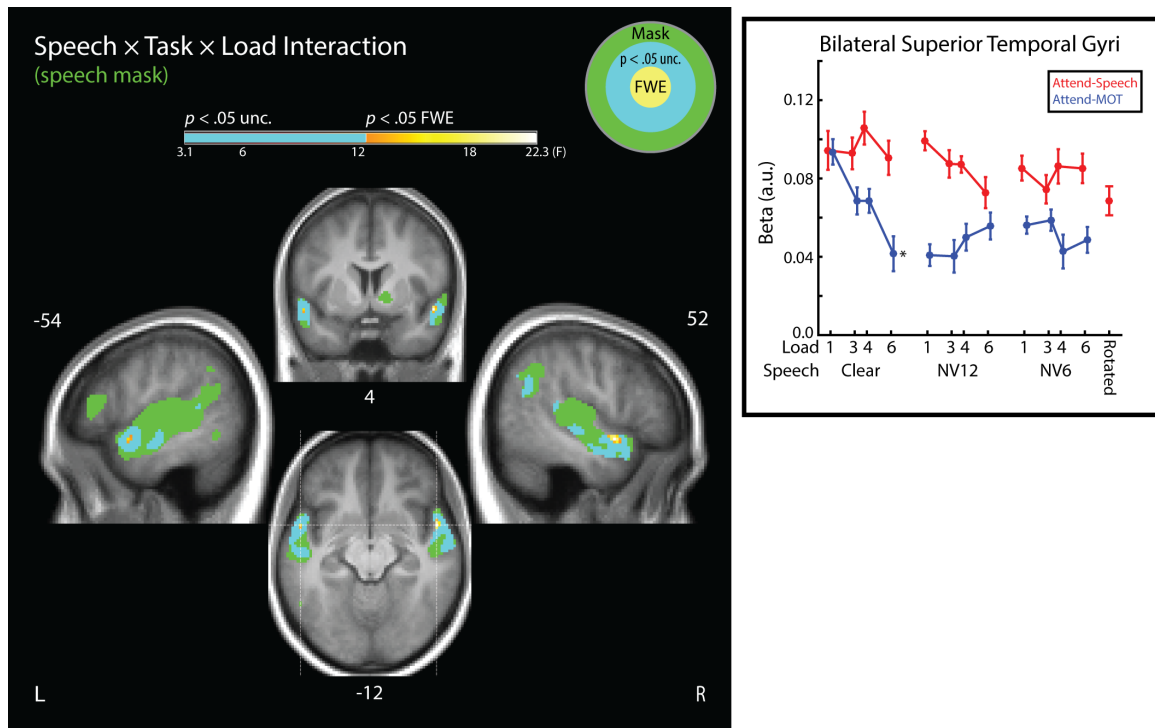 Speech × Task × Load Interaction
(speech mask)
Mask
p < .05 unc.
FWE
p < .05 unc.
p < .05 FWE
3.1 6 12 18 22.3 (F)
-54
52
4
-12
L
R
Bilateral Superior Temporal Gyri
Attend-Speech
Attend-MOT
Beta (a.u.)
0.12
0.08
0.04
0.0
*
Load 1 3 4 6 1 3 4 6 1 3 4 6
Speech Clear NV12 NV6 Rotated